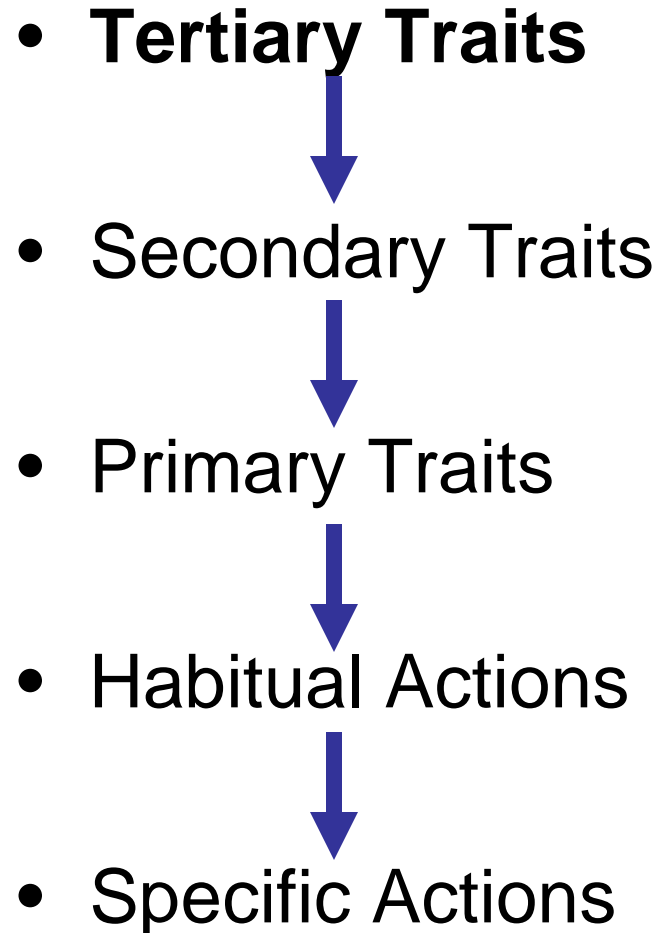 • Tertiary Traits
• Secondary Traits
• Primary Traits
• Habitual Actions
• Specific Actions